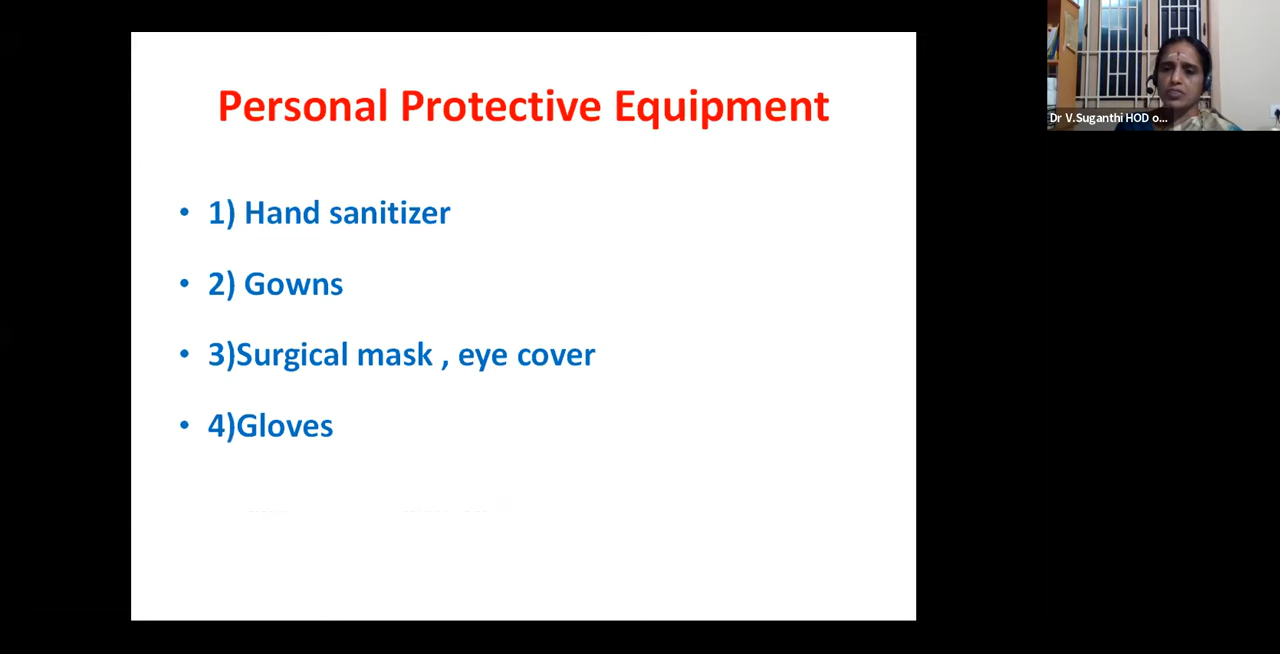 Personal Protective Equipment
• 1) Hand sanitizer
• 2) Gowns
• 3)Surgical mask , eye cover
• 4)Gloves
Dr V.Suganthi HOD o...